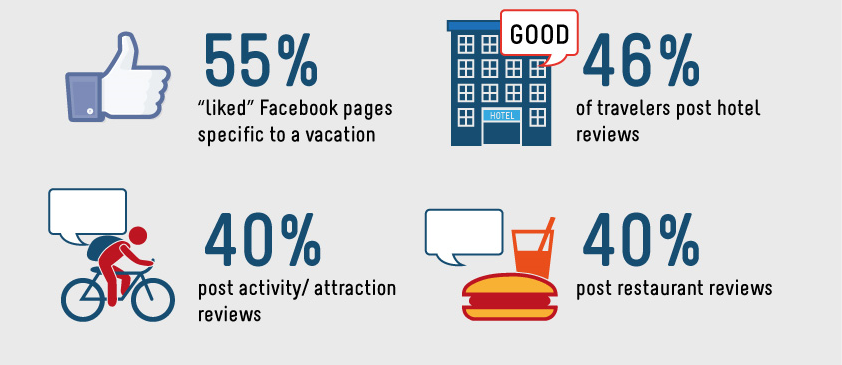 55%
“liked” Facebook pages
specific to a vacation
GOOD
HOTEL
46%
of travelers post hotel
reviews
40%
post activity/ attraction
reviews
40%
post restaurant reviews